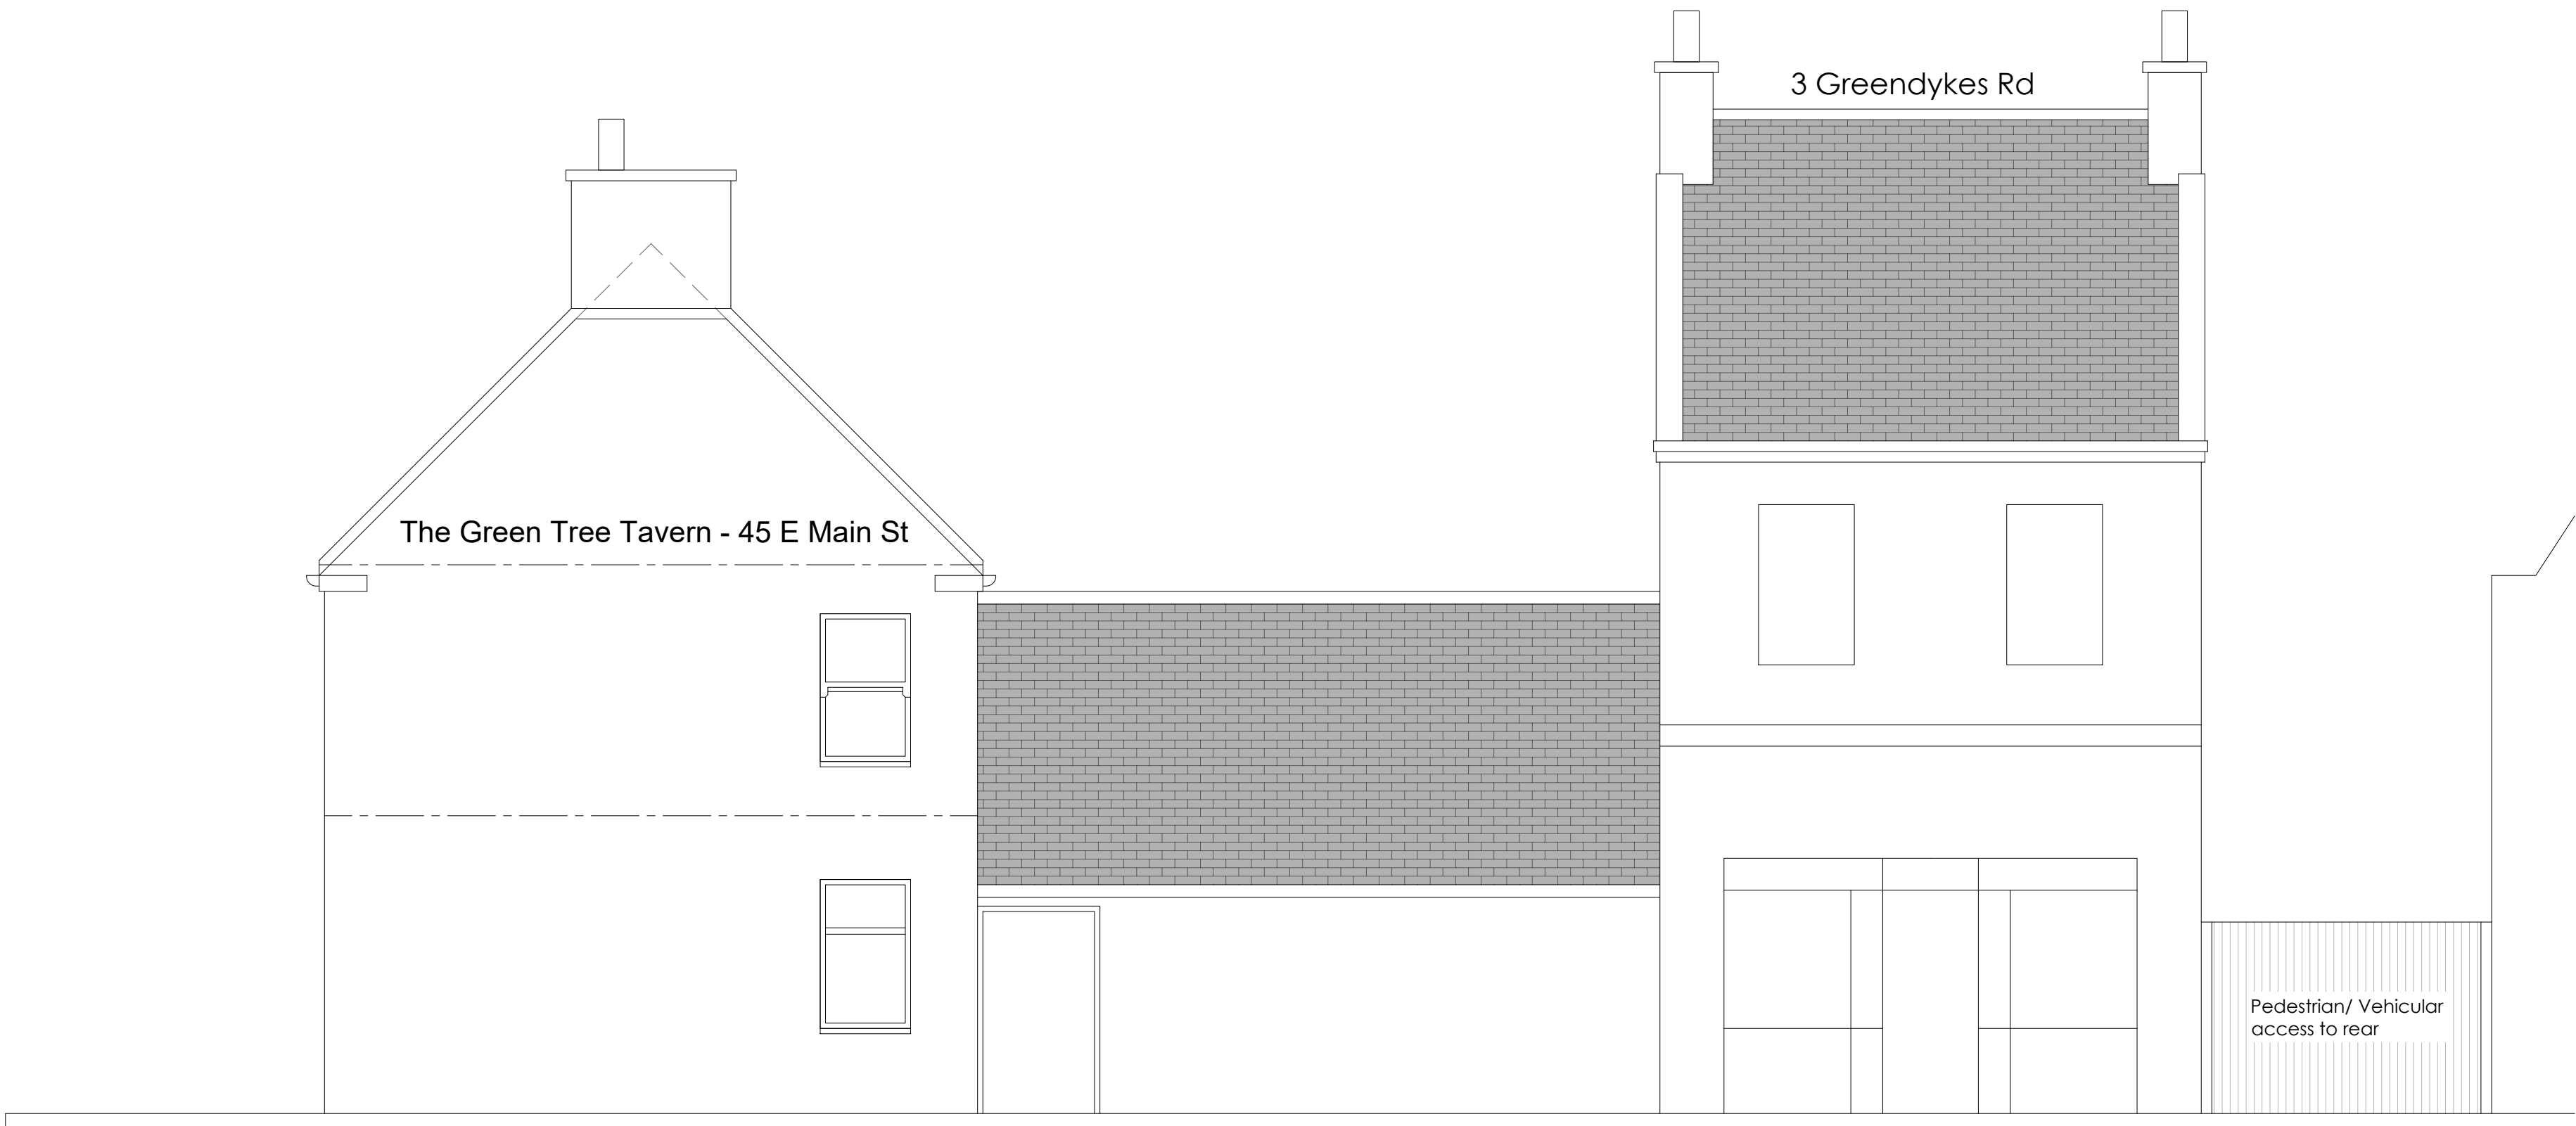 3 Greendykes Rd
The Green Tree Tavern - 45 E Main St
Pedestrian/ Vehicular
access to rear